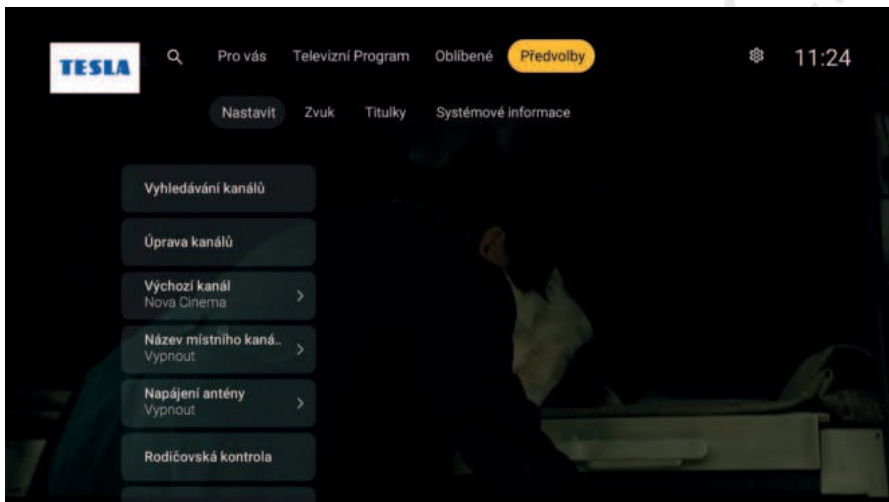 TESLA
Pro vás Televizní Program Oblíbené Předvolby 11:24
Nastavit Zvuk Titulky Systémové informace
Vyhledávání kanálů
Úprava kanálů
Výchozí kanál
Nova Cinema
Název místního kaná..
Vypnout
Napájení antény
Vypnout
Rodičovská kontrola